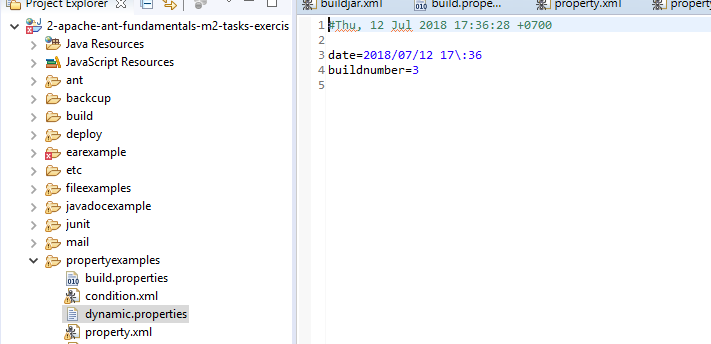 Project Explorer
2-apache-ant-fundamentals-m2-tasks-exercis
Java Resources
JavaScript Resources
ant
backcup
build
deploy
earexample
etc
fileexamples
javadocexample
junit
mail
propertyexamples
build.properties
condition.xml
dynamic.properties
property.xml
buildjar.xml
build.prope...
property.xml
1 #Thu, 12 Jul 2018 17:36:28 +0700
2
3 date=2018/07/12 17\:36
4 buildnumber=3
5